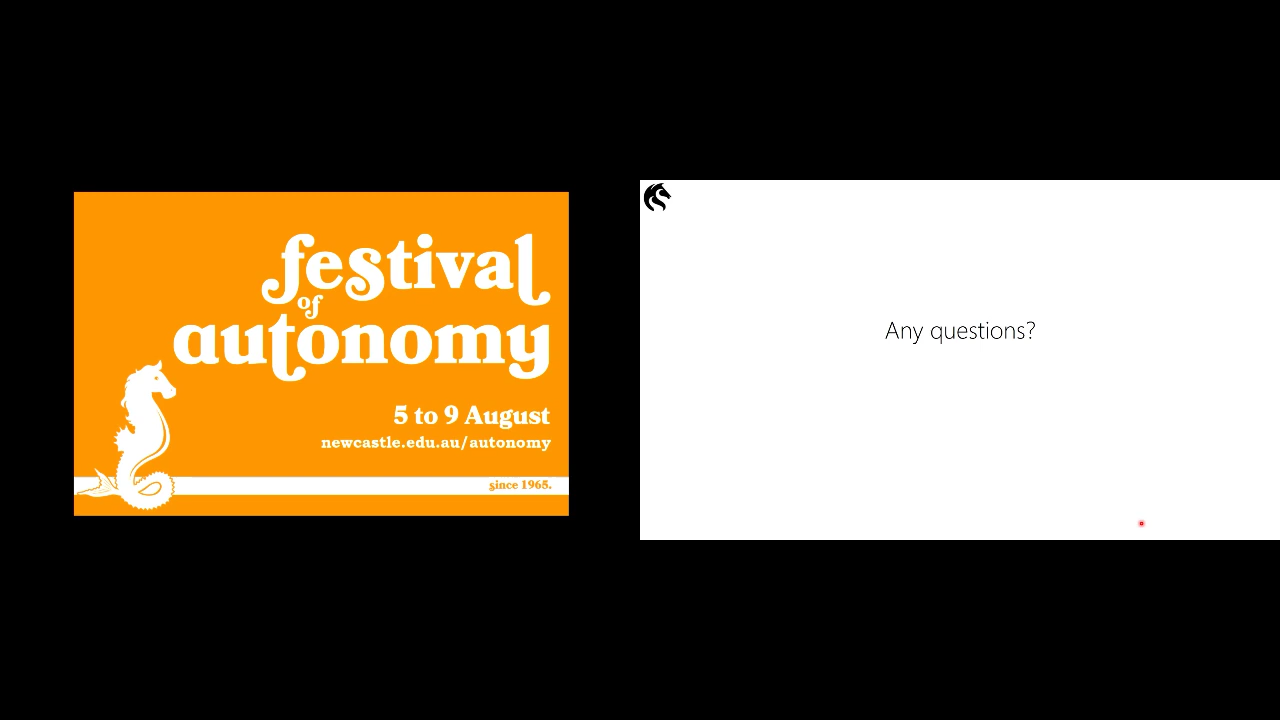 festival
of
autonomy
5 to 9 August
newcastle.edu.au/autonomy
since 1965.
Any questions?